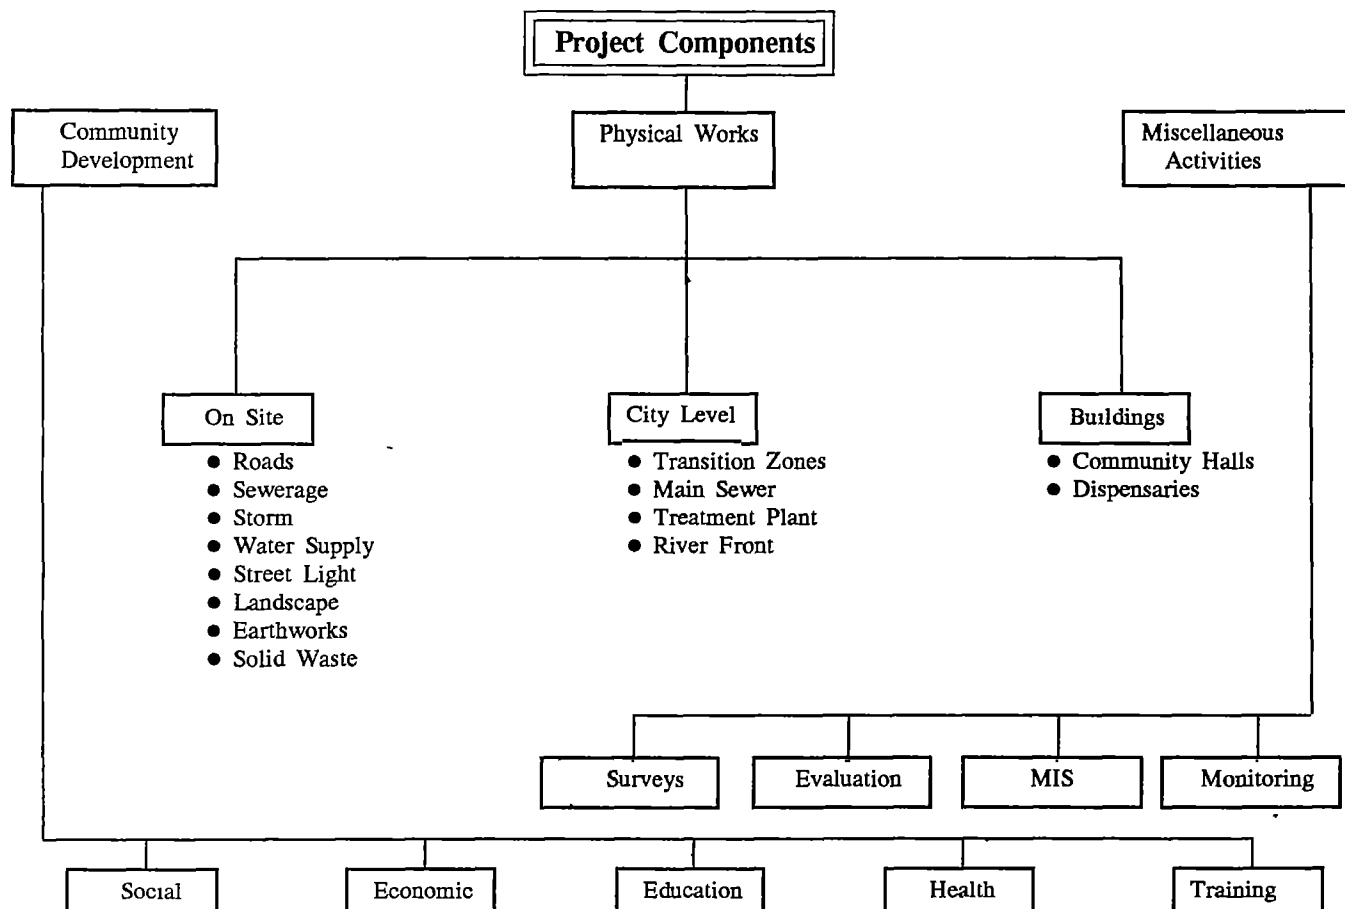 Project Components
Community
Development
Physical Works
Miscellaneous
Activities
On Site
● Roads
● Sewerage
● Storm
● Water Supply
● Street Light
● Landscape
● Earthworks
● Solid Waste
City Level
● Transition Zones
● Main Sewer
● Treatment Plant
● River Front
Buildings
● Community Halls
● Dispensaries
Surveys
Evaluation
MIS
Monitoring
Social
Economic
Education
Health
Training